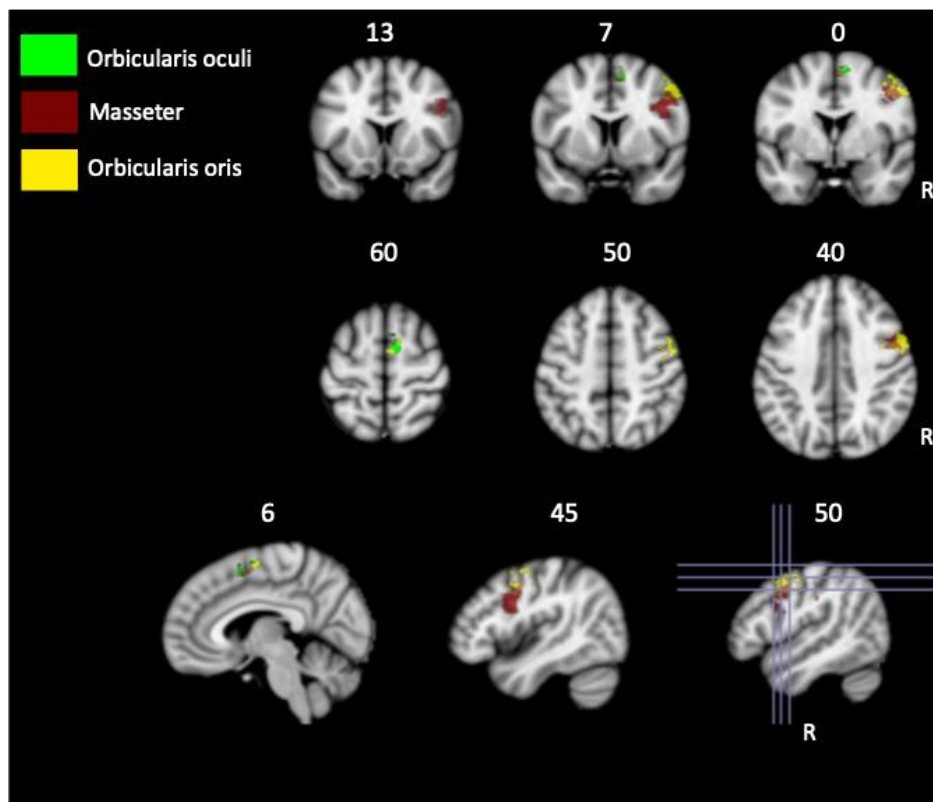 13 7 0
Orbicularis oculi
Masseter
Orbicularis oris
R
60 50 40
R
6 45 50
R